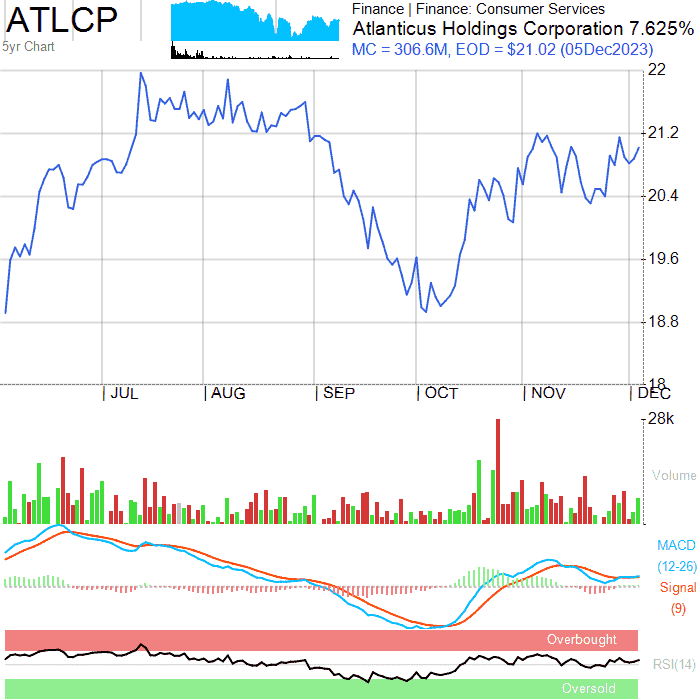 ATLCP
5yr Chart
Finance | Finance: Consumer Services
Atlanticus Holdings Corporation 7.625%
MC = 306.6M, EOD = $21.02 (05Dec2023)
22
21.2
20.4
19.6
18.8
18
JUL
AUG
SEP
OCT
NOV
DEC
28k
Volume
MACD
(12-26)
Signal
(9)
Overbought
RSI(14)
Oversold